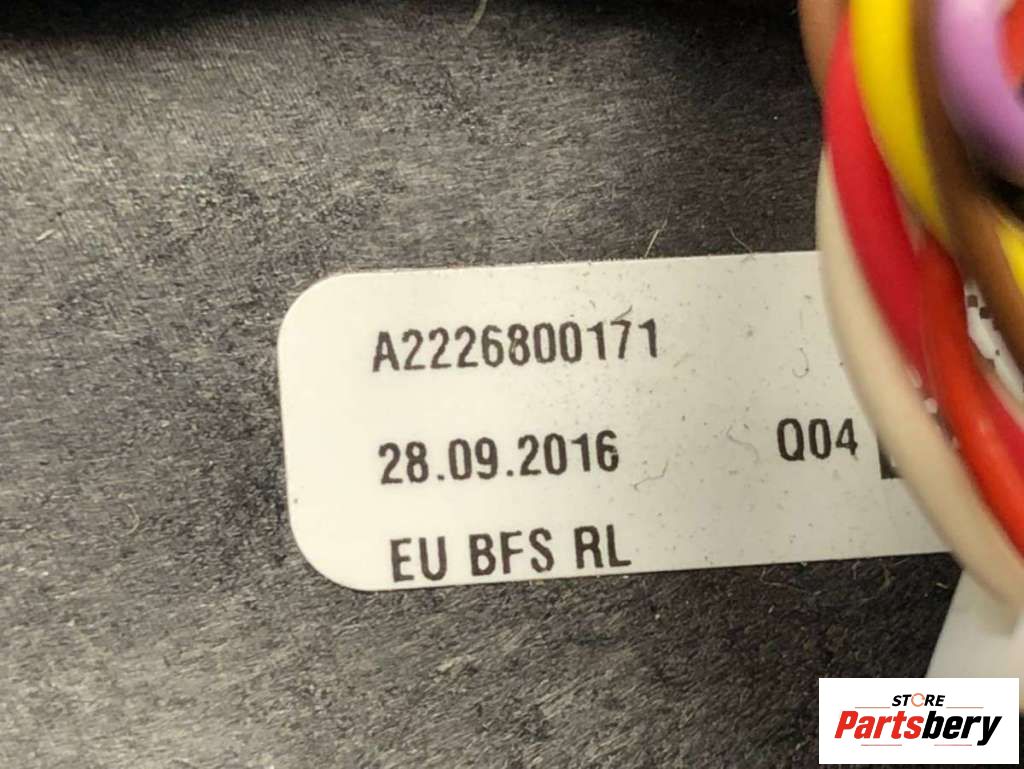 A2226800171
28.09.2016 Q04
EU BFS RL
STORE
Partsbery